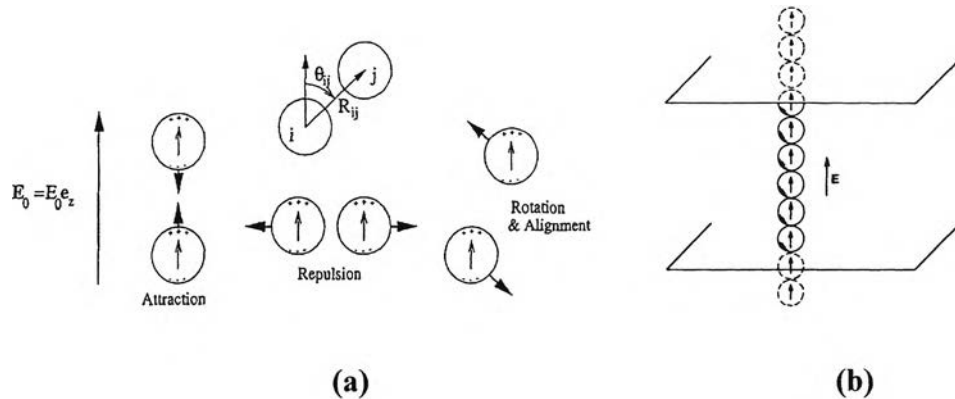 θij
j
Rij
i
E0 = E0ez
Attraction
Repulsion
Rotation
& Alignment
E
(a)
(b)